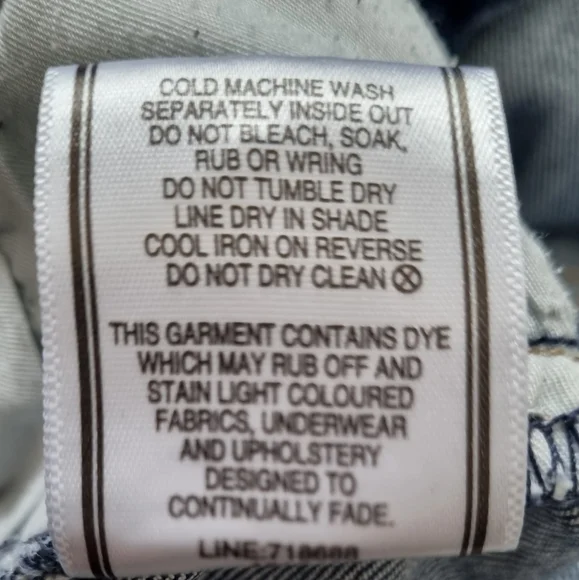 COLD MACHINE WASH
SEPARATELY INSIDE OUT
DO NOT BLEACH, SOAK,
RUB OR WRING
DO NOT TUMBLE DRY
LINE DRY IN SHADE
COOL IRON ON REVERSE
DO NOT DRY CLEAN
THIS GARMENT CONTAINS DYE
WHICH MAY RUB OFF AND
STAIN LIGHT COLOURED
FABRICS, UNDERWEAR
AND UPHOLSTERY
DESIGNED TO
CONTINUALLY FADE.
LINE: